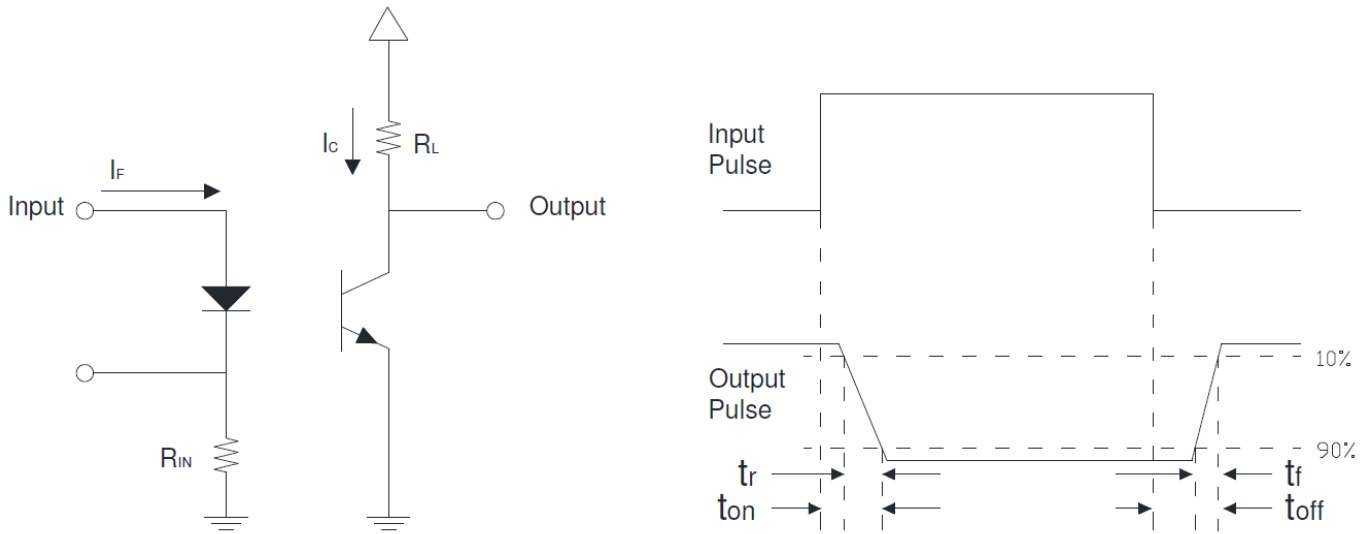 IC
RL
IF
Input
Output
RIN
Input
Pulse
Output
Pulse
10%
90%
tr
tf
ton
toff